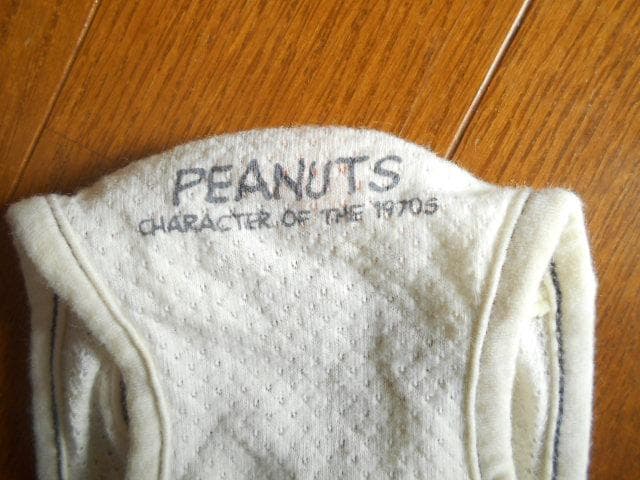 PEANUTS
CHARACTER OF THE 1970S